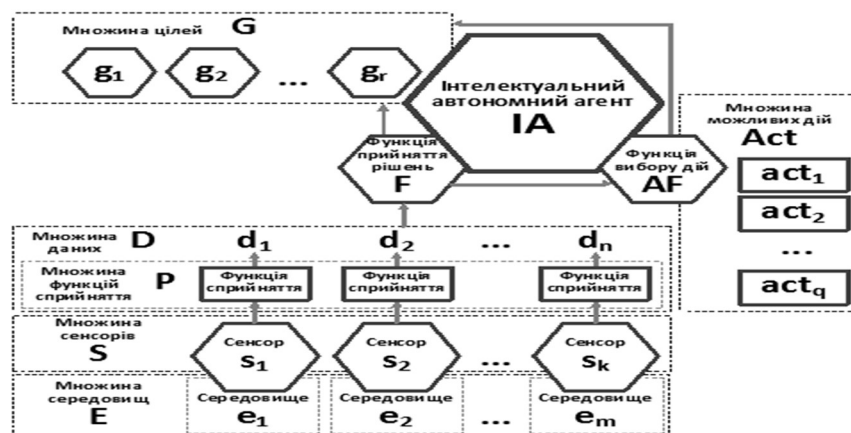 Множина цілей G
g1 g2 ... gr
Інтелектуальний
автономний агент
IA
Функція
прийняття
рішень
F
Функція
вибору дій
AF
Множина
можливих дій
Act
act1
act2
...
actq
Множина
даних
D d1 d2 ... dn
Множина
функцій
сприйняття
P
Функція
сприйняття
Функція
сприйняття
Функція
сприйняття
Множина
сенсорів
S
Сенсор
s1
Сенсор
s2
...
Сенсор
sk
Множина
середовищ
E
Середовище
e1
Середовище
e2
...
Середовище
em